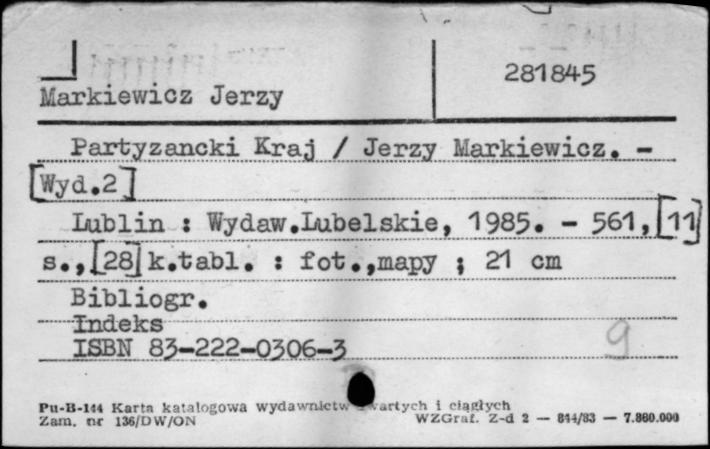 281845
Markiewicz Jerzy
Partyzancki Kraj / Jerzy Markiewicz. -
[Wyd.2]
Lublin : Wydaw.Lubelskie, 1985. - 561, [11]
s., [28] k.tabl. : fot.,mapy ; 21 cm
Bibliogr.
Indeks
ISBN 83-222-0306-3
9
Pu-B-144 Karta katalogowa wydawnictw zwartych i ciągłych
Zam. nr 136/DW/ON WZGraf. Z-d 2 — 844/83 — 7.860.000